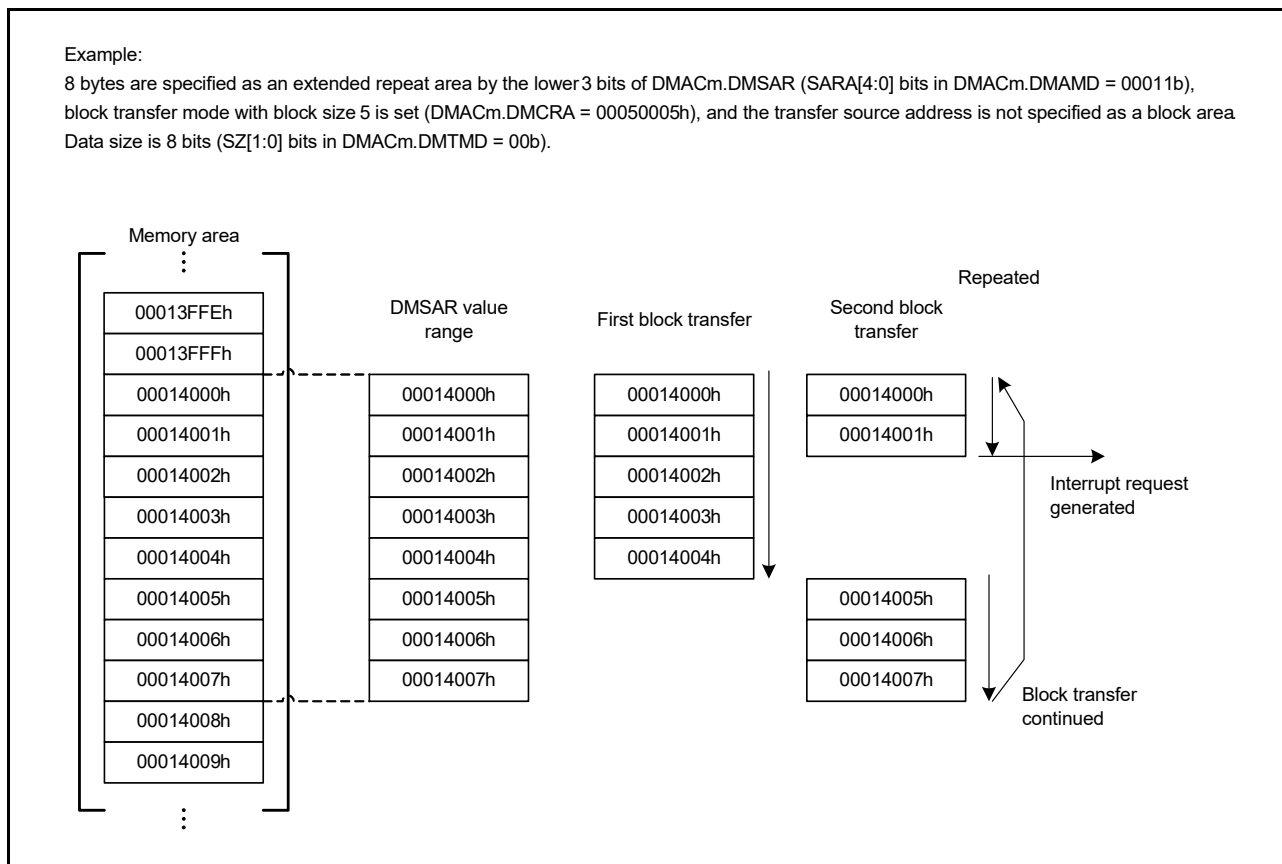 Example:
8 bytes are specified as an extended repeat area by the lower 3 bits of DMACm.DMSAR (SARA[4:0] bits in DMACm.DMAMD = 00011b),
block transfer mode with block size 5 is set (DMACm.DMCRA = 00050005h), and the transfer source address is not specified as a block area
Data size is 8 bits (SZ[1:0] bits in DMACm.DMTMD = 00b).
Memory area
00013FFEh
00013FFFh
00014000h
00014001h
00014002h
00014003h
00014004h
00014005h
00014006h
00014007h
00014008h
00014009h
DMSAR value
range
00014000h
00014001h
00014002h
00014003h
00014004h
00014005h
00014006h
00014007h
First block transfer
00014000h
00014001h
00014002h
00014003h
00014004h
Second block
transfer
00014000h
00014001h
00014005h
00014006h
00014007h
Repeated
Interrupt request
generated
Block transfer
continued